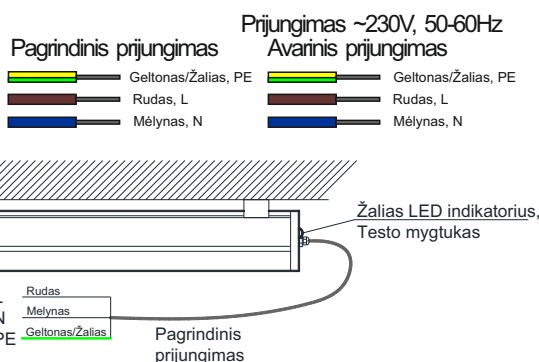 Prijungimas ~230V, 50-60Hz
Pagrindinis prijungimas
Avarinis prijungimas
Geltonas/Žalias, PE
Geltonas/Žalias, PE
Rudas, L
Rudas, L
Mėlynas, N
Mėlynas, N
Žalias LED indikatorius,
Testo mygtukas
Rudas
N
Melynas
PE
Geltonas/Žalias
Pagrindinis
prijungimas